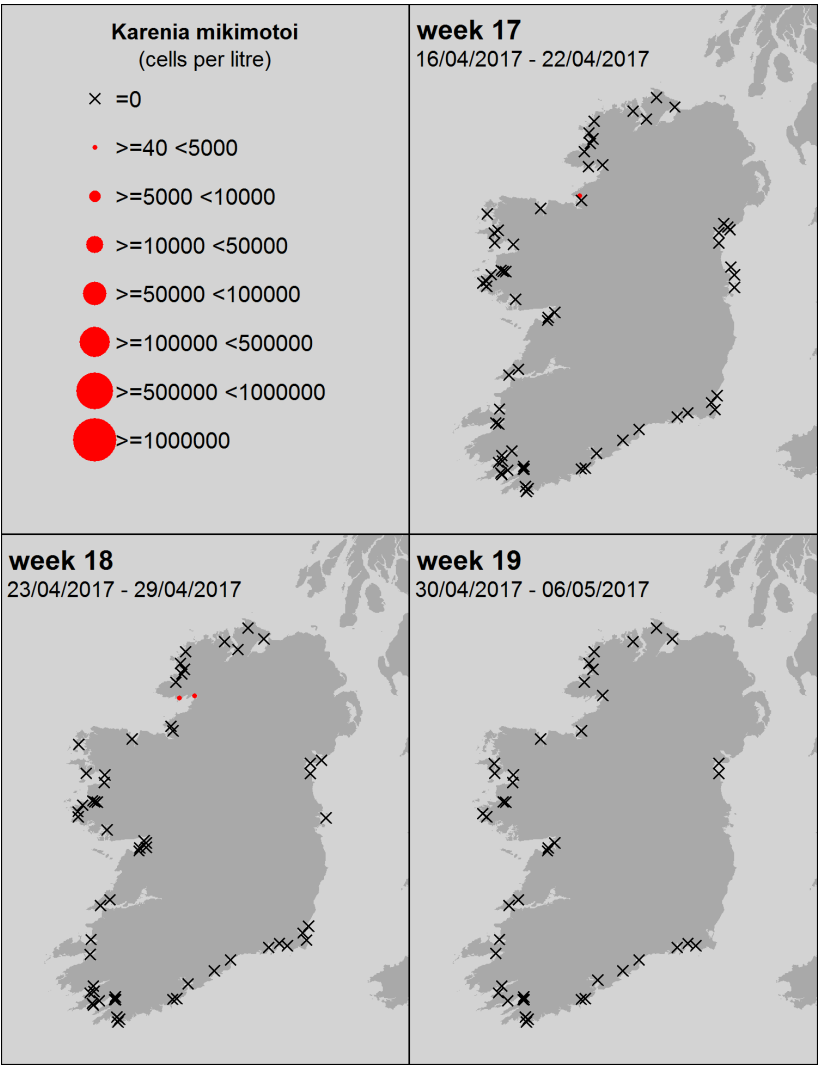 Karenia mikimotoi
(cells per litre)
=0
>=40 <5000
>=5000 <10000
>=10000 <50000
>=50000 <100000
>=100000 <500000
>=500000 <1000000
>=1000000
week 17
16/04/2017 - 22/04/2017
week 18
23/04/2017 - 29/04/2017
week 19
30/04/2017 - 06/05/2017